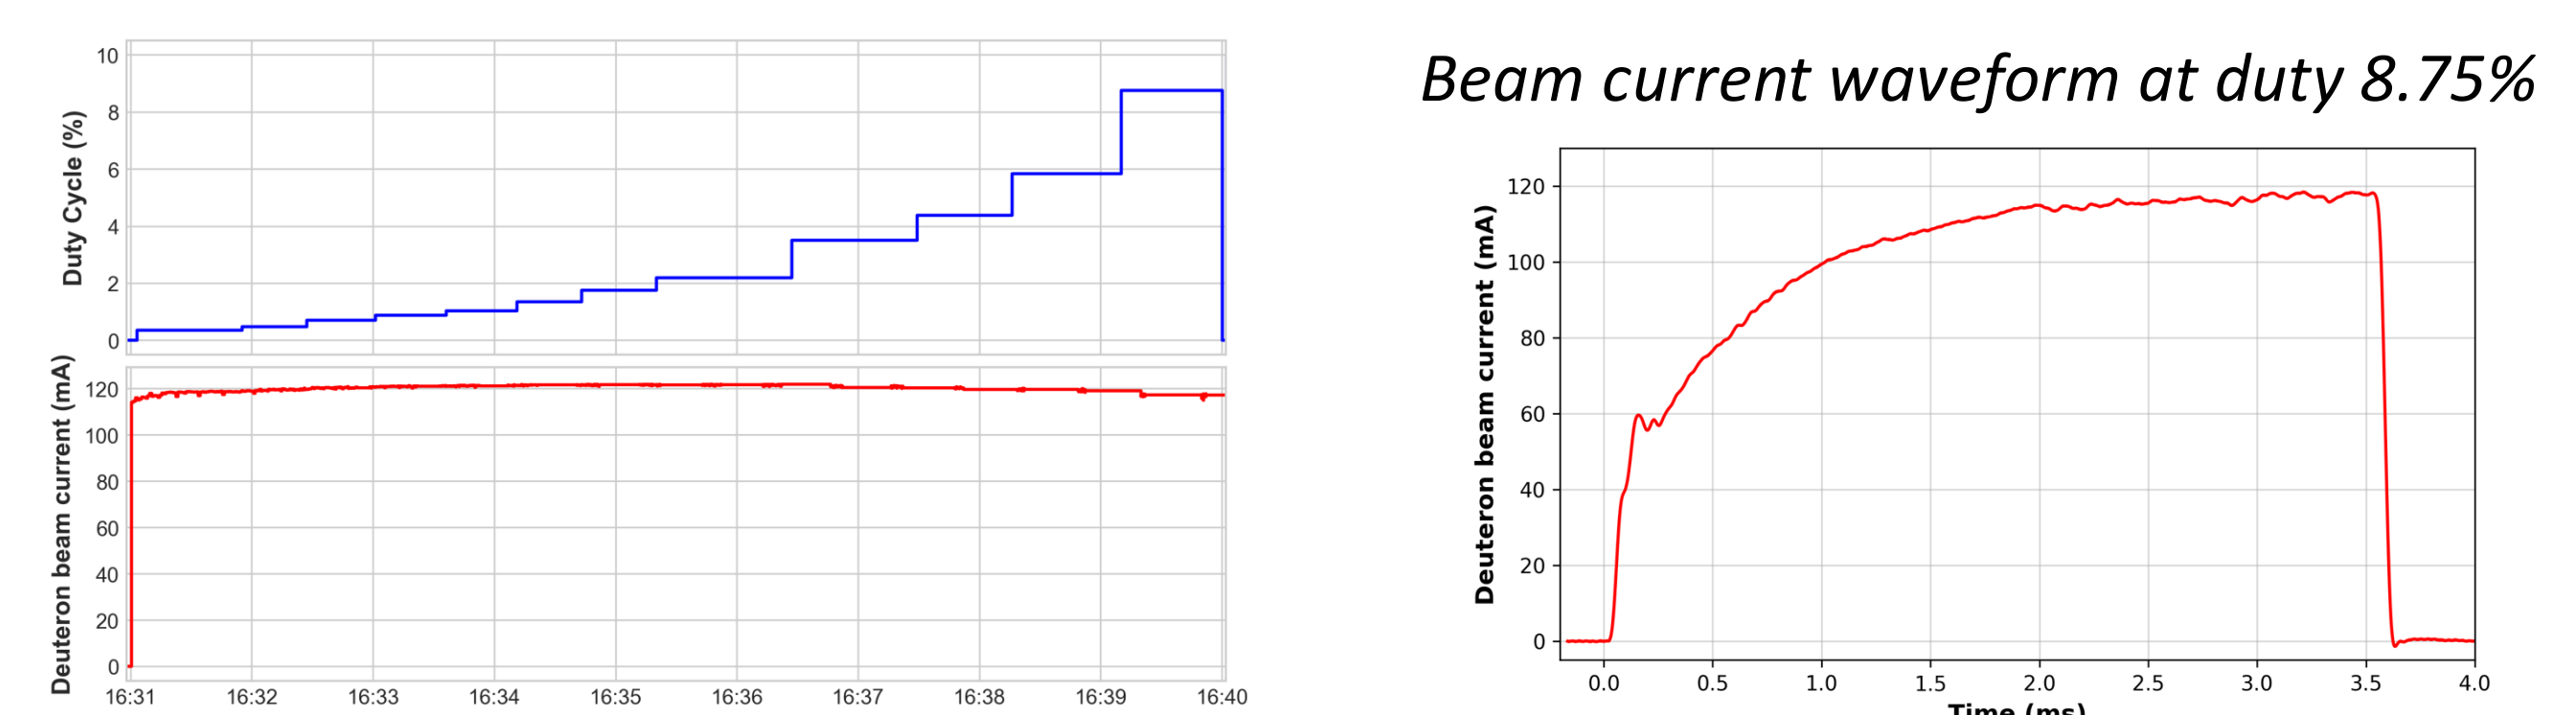 Duty Cycle (%)
10
8
6
4
2
0
Deuteron beam current (mA)
120
100
80
60
40
20
0
16:31 16:32 16:33 16:34 16:35 16:36 16:37 16:38 16:39 16:40
Beam current waveform at duty 8.75%
Deuteron beam current (mA)
120
100
80
60
40
20
0
0.0 0.5 1.0 1.5 2.0 2.5 3.0 3.5 4.0
Time (ms)